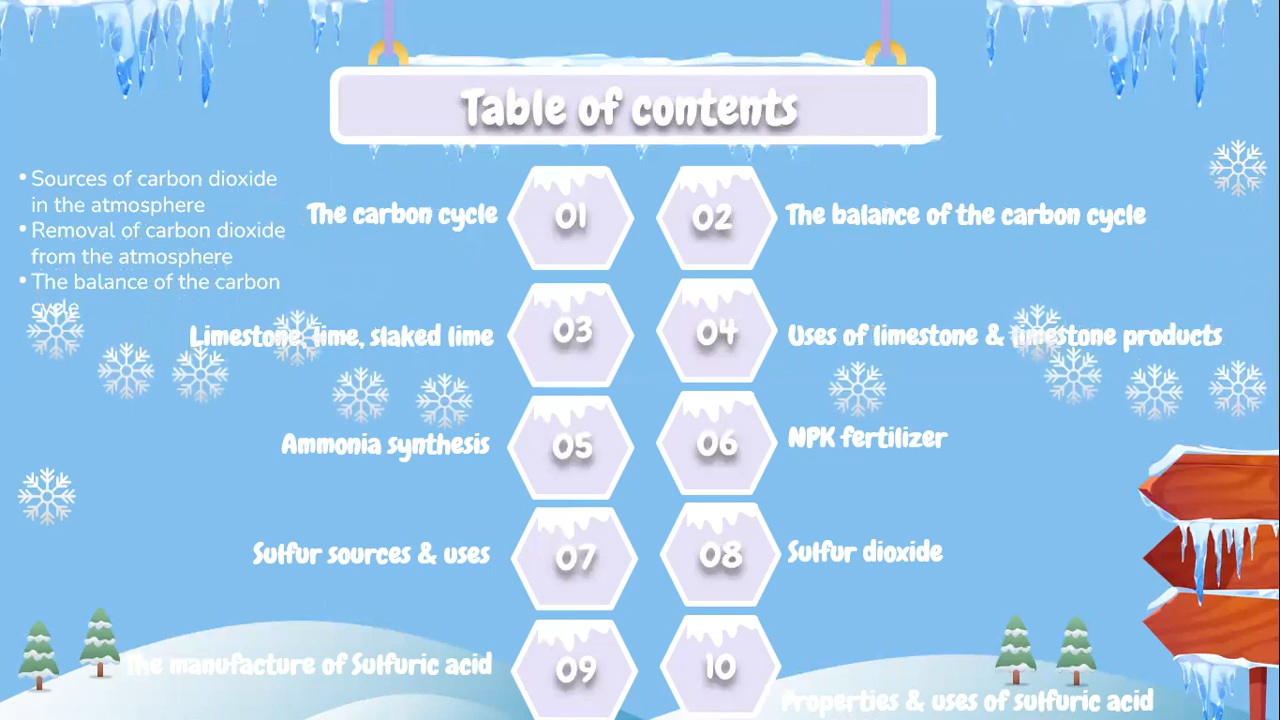 Table of contents
• Sources of carbon dioxide
in the atmosphere
• Removal of carbon dioxide
from the atmosphere
• The balance of the carbon
cycle
The carbon cycle
01
02
The balance of the carbon cycle
Limestone, lime, slaked lime
03
04
Uses of limestone & limestone products
Ammonia synthesis
05
06
NPK fertilizer
Sulfur sources & uses
07
08
Sulfur dioxide
The manufacture of Sulfuric acid
09
10
Properties & uses of sulfuric acid